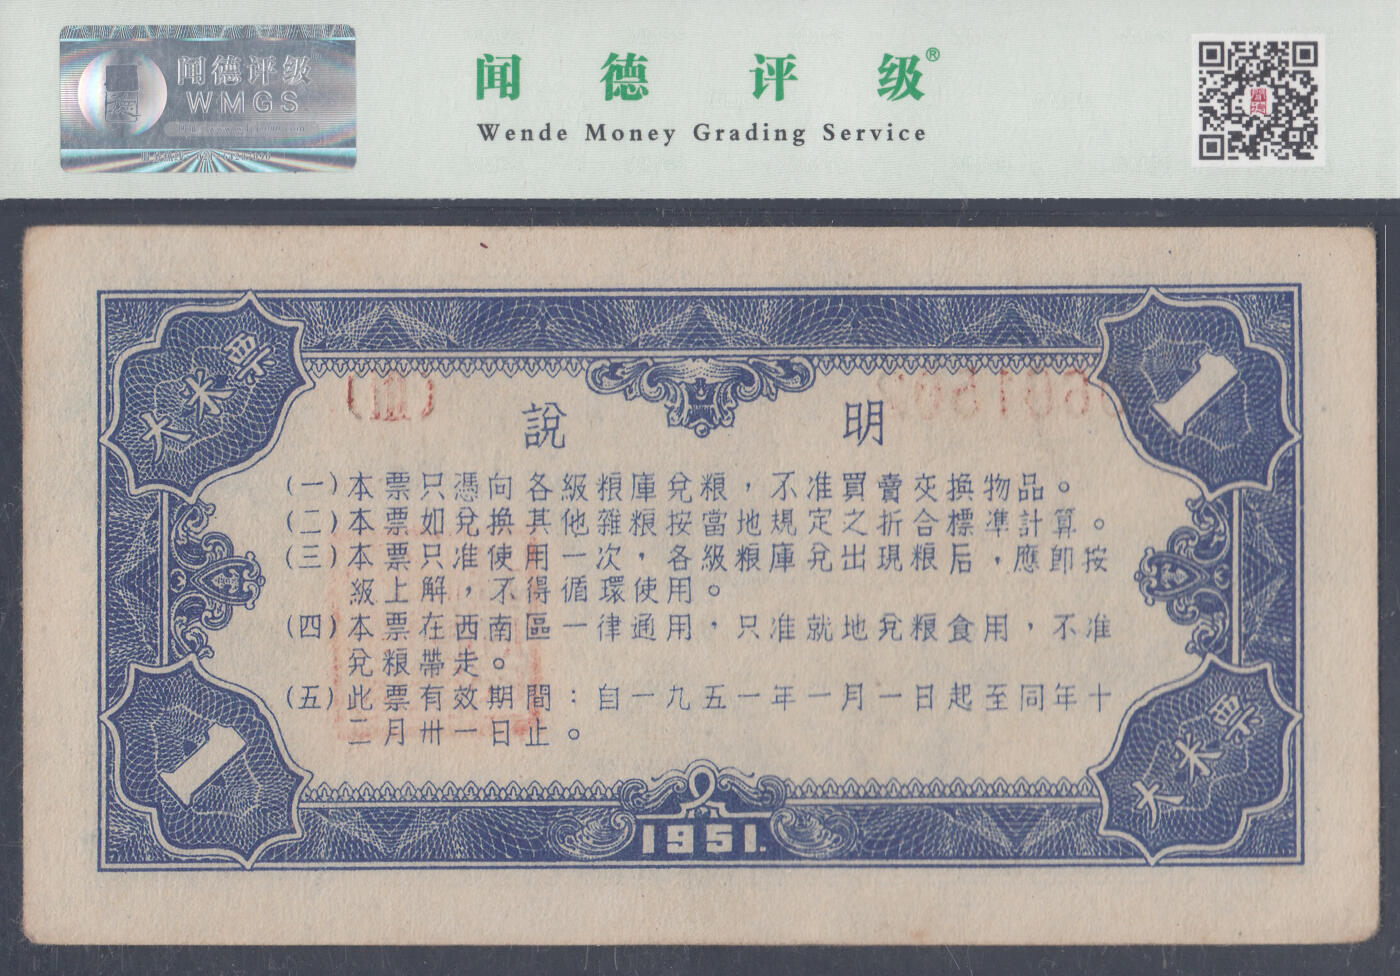 闻德评级
WMGS
闻德评级®
Wende Money Grading Service
大米票
1
說明
(一)本票只憑向各級粮庫兌粮，不准買賣交換物品。
(二)本票如兌換其他雜粮按當地規定之折合標準計算。
(三)本票只准使用一次，各級粮庫兌出現粮后，應卽按
級上解，不得循環使用。
(四)本票在西南區一律通用，只准就地兌粮食用，不准
兌粮帶走。
(五)此票有效期間：自一九五一年一月一日起至同年十
二月卅一日止。
1
大米票
1951.